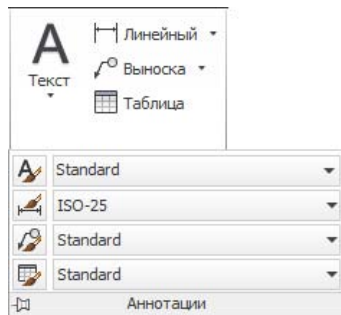 Линейный
Выноска
Текст
Таблица
Standard
ISO-25
Standard
Standard
Аннотации